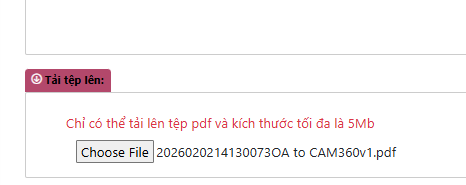 Tải tệp lên:
Chỉ có thể tải lên tệp pdf và kích thước tối đa là 5Mb
Choose File 2026020214130073OA to CAM360v1.pdf